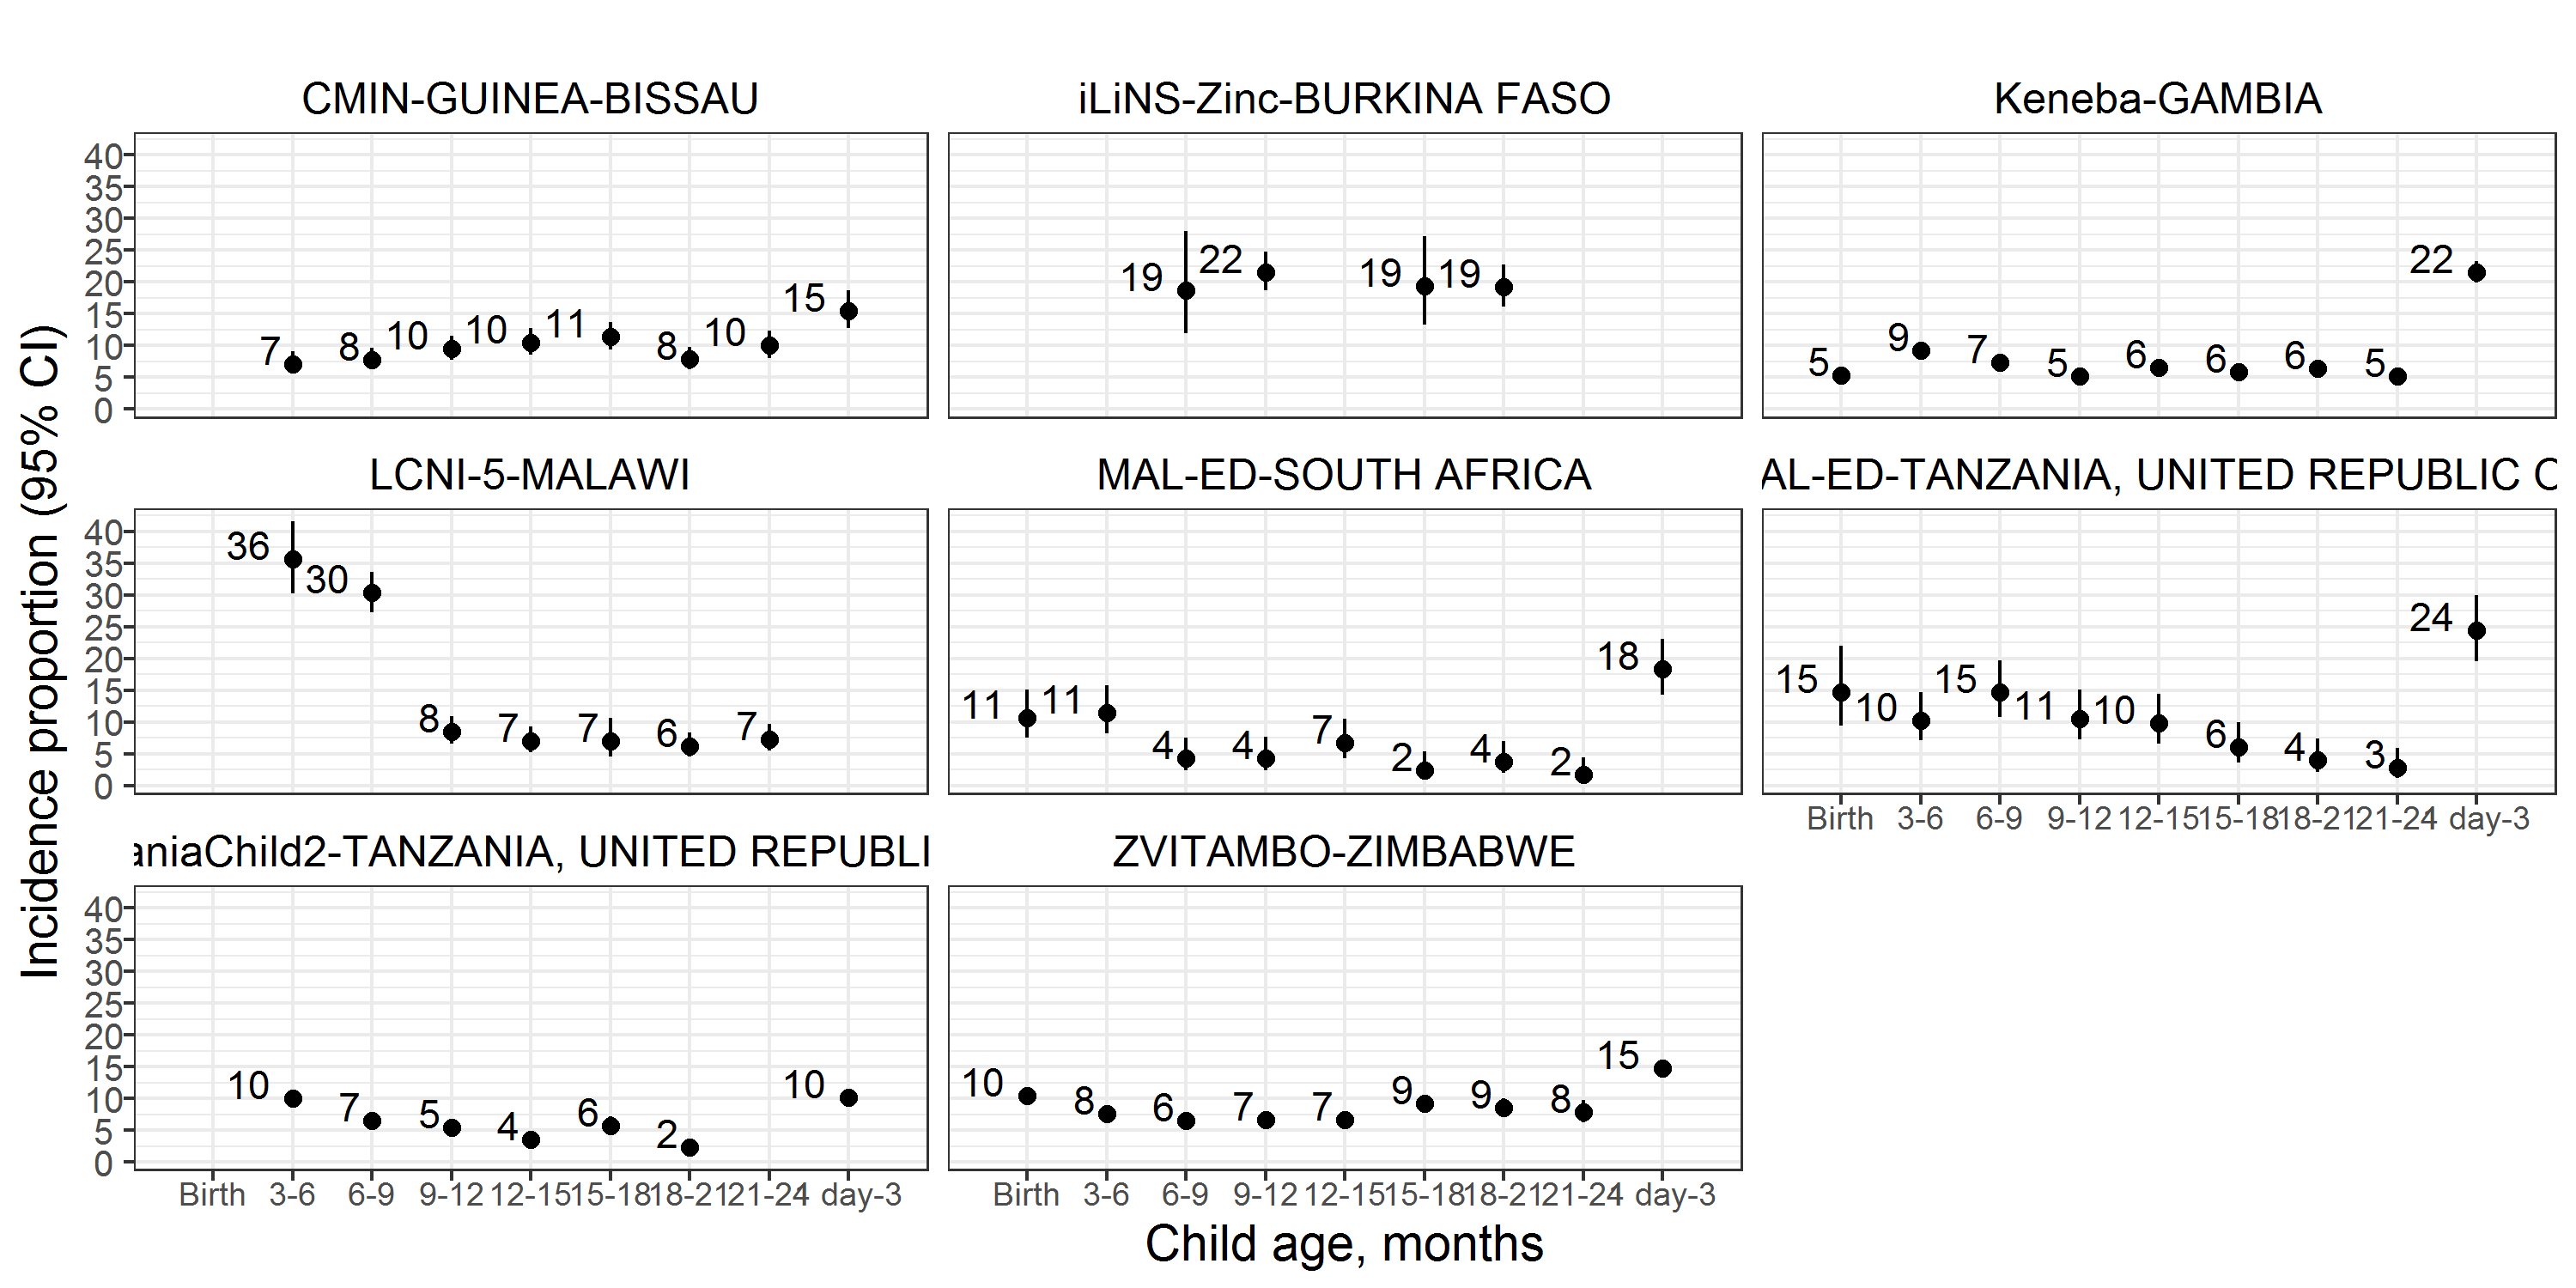 CMIN-GUINEA-BISSAU
iLiNS-Zinc-BURKINA FASO
Keneba-GAMBIA
40
35
30
25
20
15
10
5
0
7 8 10 10 11 8 10 15
19 22 19 19
5 9 7 5 6 6 6 5 22
Incidence proportion (95% CI)
LCNI-5-MALAWI
MAL-ED-SOUTH AFRICA
AL-ED-TANZANIA, UNITED REPUBLIC O
40
35
30
25
20
15
10
5
0
36 30 8 7 7 6 7
11 11 4 4 7 2 4 2 18
15 10 15 11 10 6 4 3 24
Birth 3-6 6-9 9-12 12-15 15-18 18-21 21-24 day-3
aniaChild2-TANZANIA, UNITED REPUBLI
ZVITAMBO-ZIMBABWE
40
35
30
25
20
15
10
5
0
10 7 5 4 6 2 10
10 8 6 7 7 9 9 8 15
Birth 3-6 6-9 9-12 12-15 15-18 18-21 21-24 day-3
Birth 3-6 6-9 9-12 12-15 15-18 18-21 21-24 day-3
Child age, months